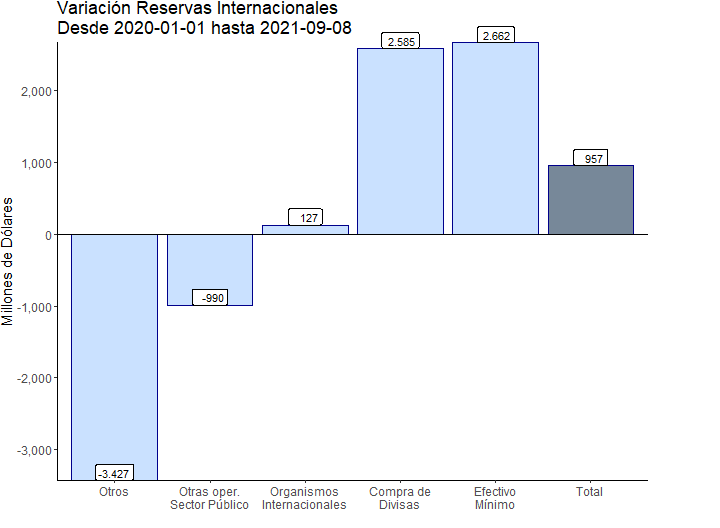 Variación Reservas Internacionales
Desde 2020-01-01 hasta 2021-09-08
Millones de Dólares
2,000
1,000
0
-1,000
-2,000
-3,000
-3.427
-990
127
2.585
2.662
957
Otros
Otras oper.
Sector Público
Organismos
Internacionales
Compra de
Divisas
Efectivo
Mínimo
Total